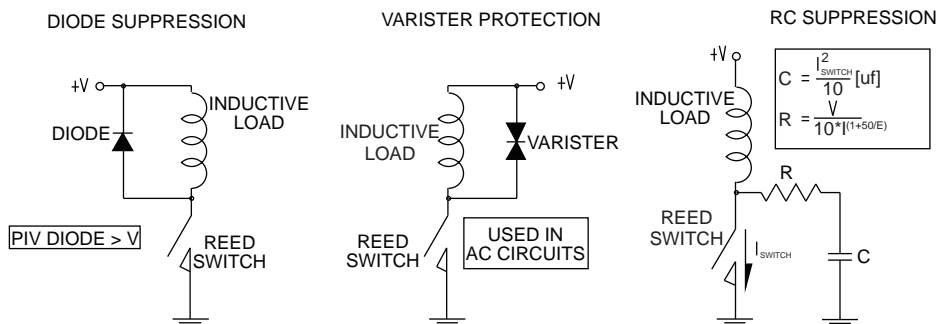 DIODE SUPPRESSION
+V
DIODE
INDUCTIVE
LOAD
PIV DIODE > V
REED
SWITCH
VARISTER PROTECTION
+V
INDUCTIVE
LOAD
VARISTER
REED
SWITCH
USED IN
AC CIRCUITS
RC SUPPRESSION
+V
C = I²SWITCH/10 [uf]
R = V/10*I(1+50/E)
INDUCTIVE
LOAD
R
REED
SWITCH
ISWITCH
C